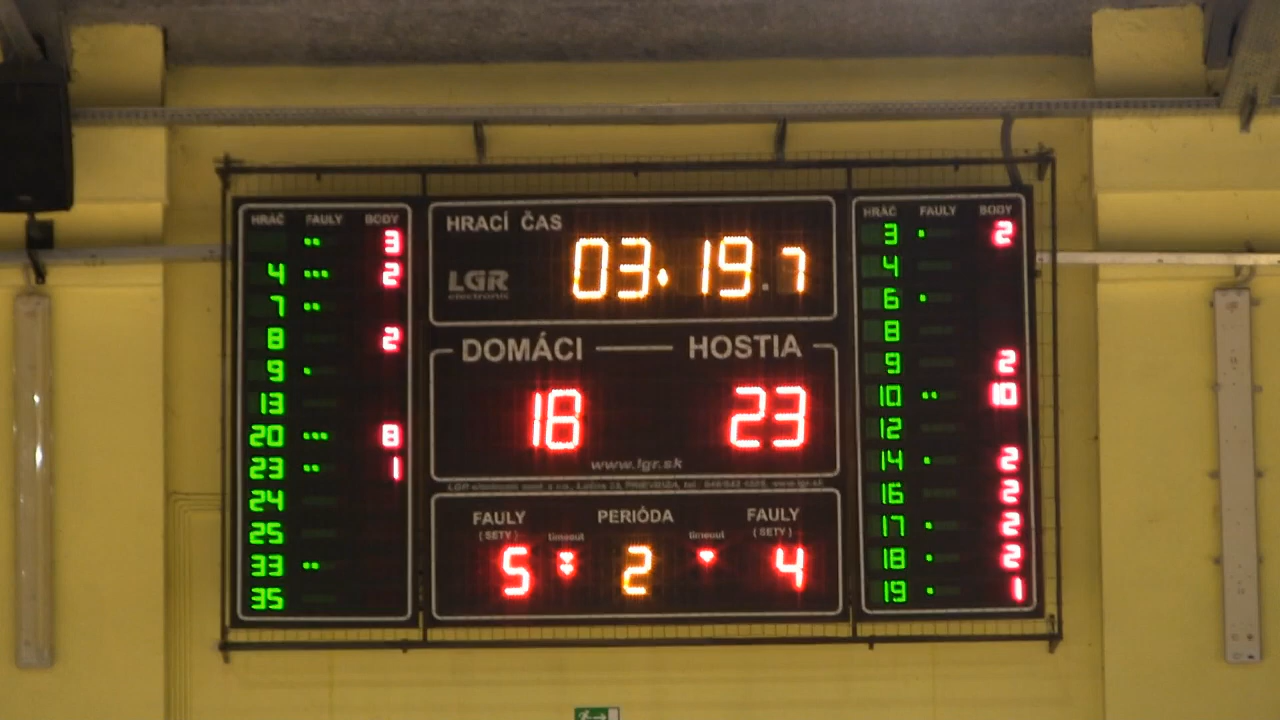 HRÁČ FAULY BODY
3
4 2
7
8 2
9
13
20 8
23 1
24
25
33
35
HRACÍ ČAS
03:19.7
LGR
electronic
DOMÁCI HOSTIA
18 23
www.lgr.sk
FAULY PERIÓDA FAULY
(SETY) timeout timeout (SETY)
5 2 4
HRÁČ FAULY BODY
3 2
4
6
8
9 2
10 10
12
14 2
16 2
17 2
18 2
19 1